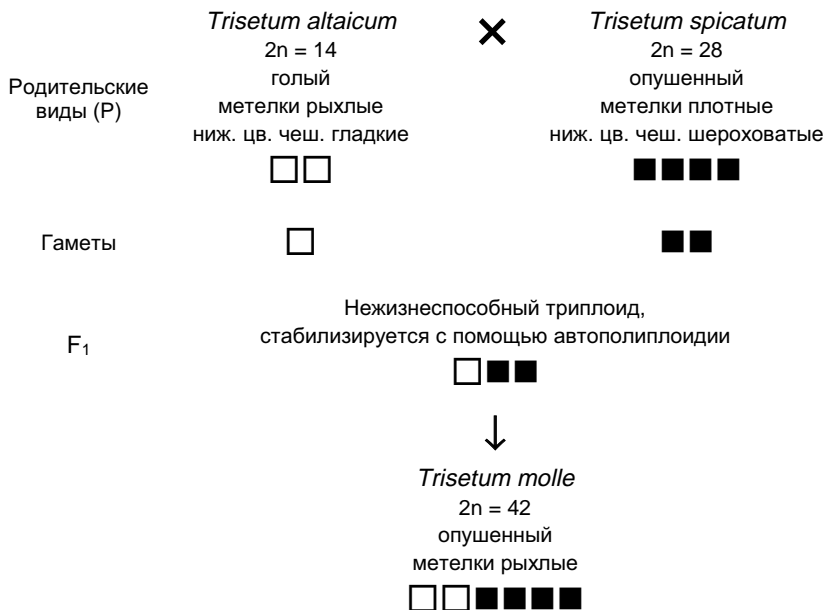 Trisetum altaicum × Trisetum spicatum
2n = 14 2n = 28
голый опушенный
Родительские виды (P)
метелки рыхлые метелки плотные
ниж. цв. чеш. гладкие ниж. цв. чеш. шероховатые
Гаметы
Нежизнеспособный триплоид,
F₁
стабилизируется с помощью автополиплоидии
Trisetum molle
2n = 42
опушенный
метелки рыхлые